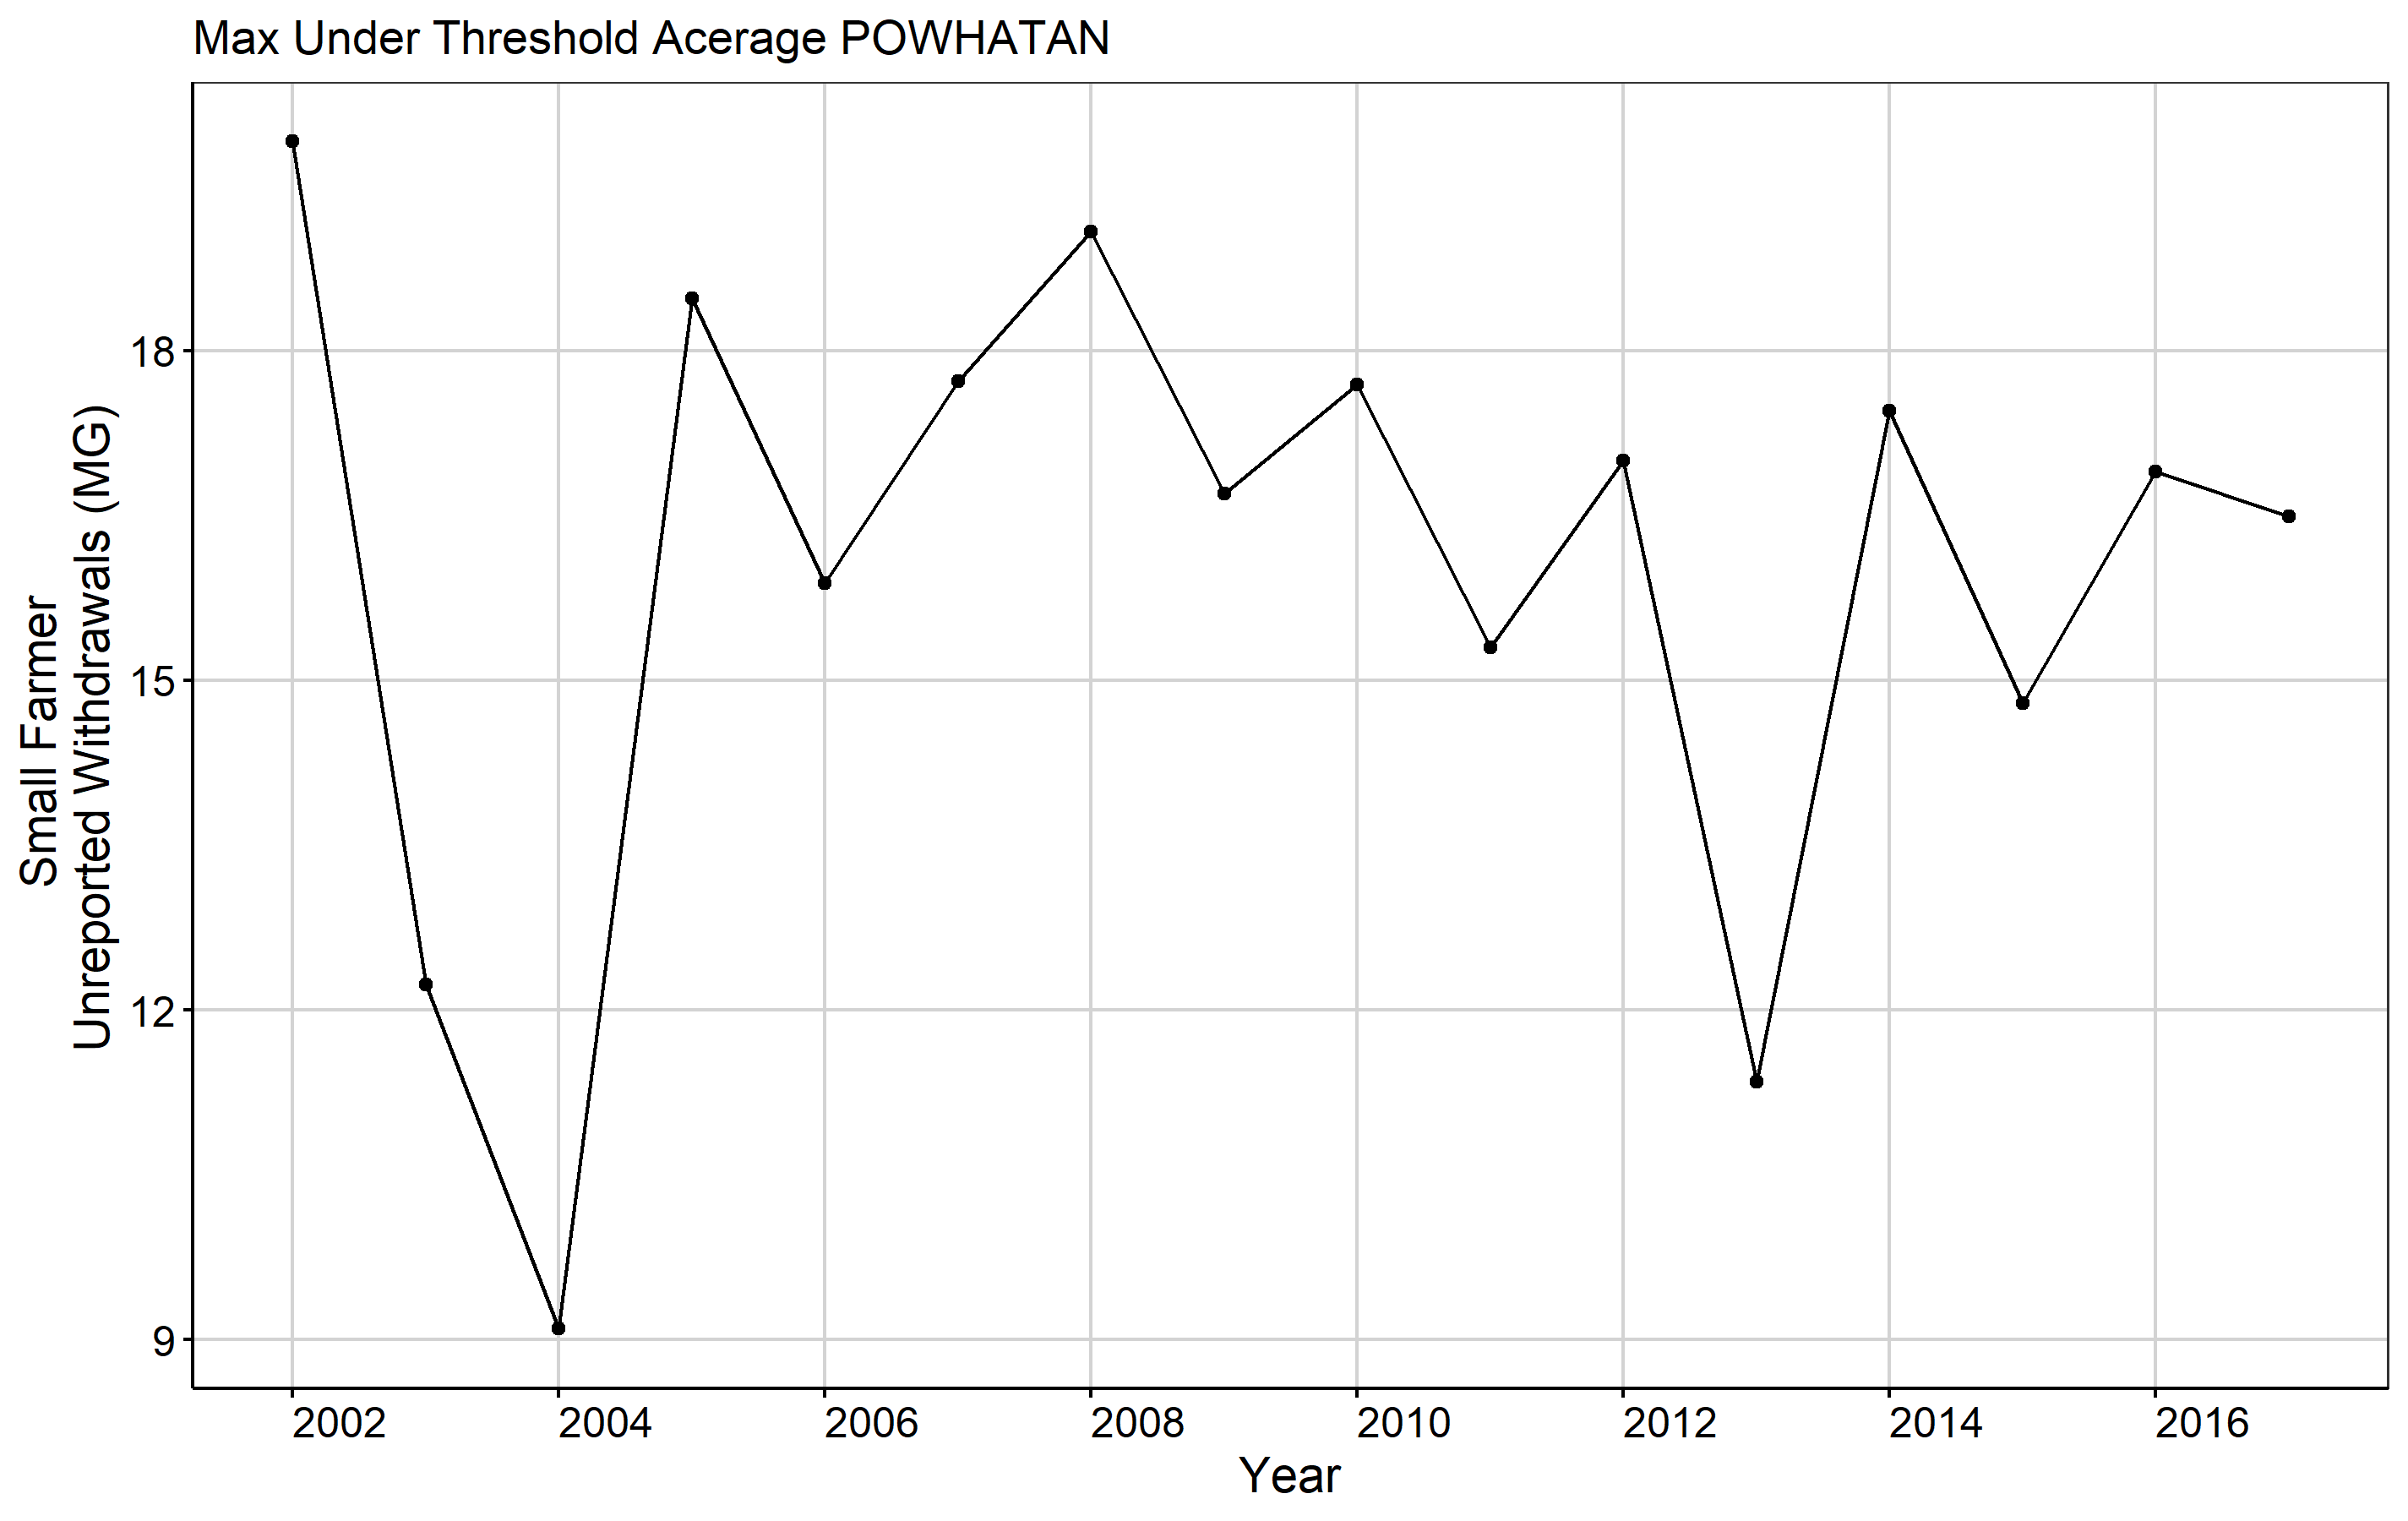 Max Under Threshold Acerage POWHATAN
Small Farmer
Unreported Withdrawals (MG)
18
15
12
9
2002 2004 2006 2008 2010 2012 2014 2016
Year